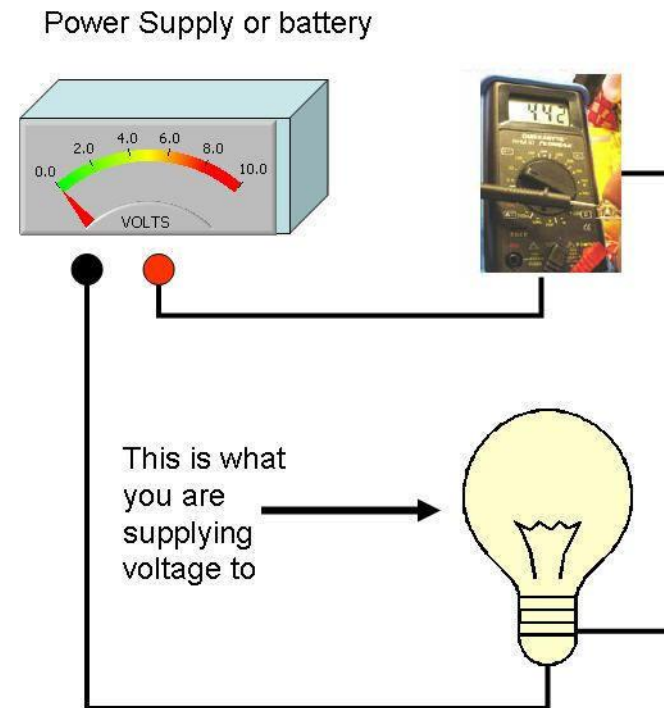 Power Supply or battery
0.0 2.0 4.0 6.0 8.0 10.0
VOLTS
442
This is what
you are
supplying
voltage to